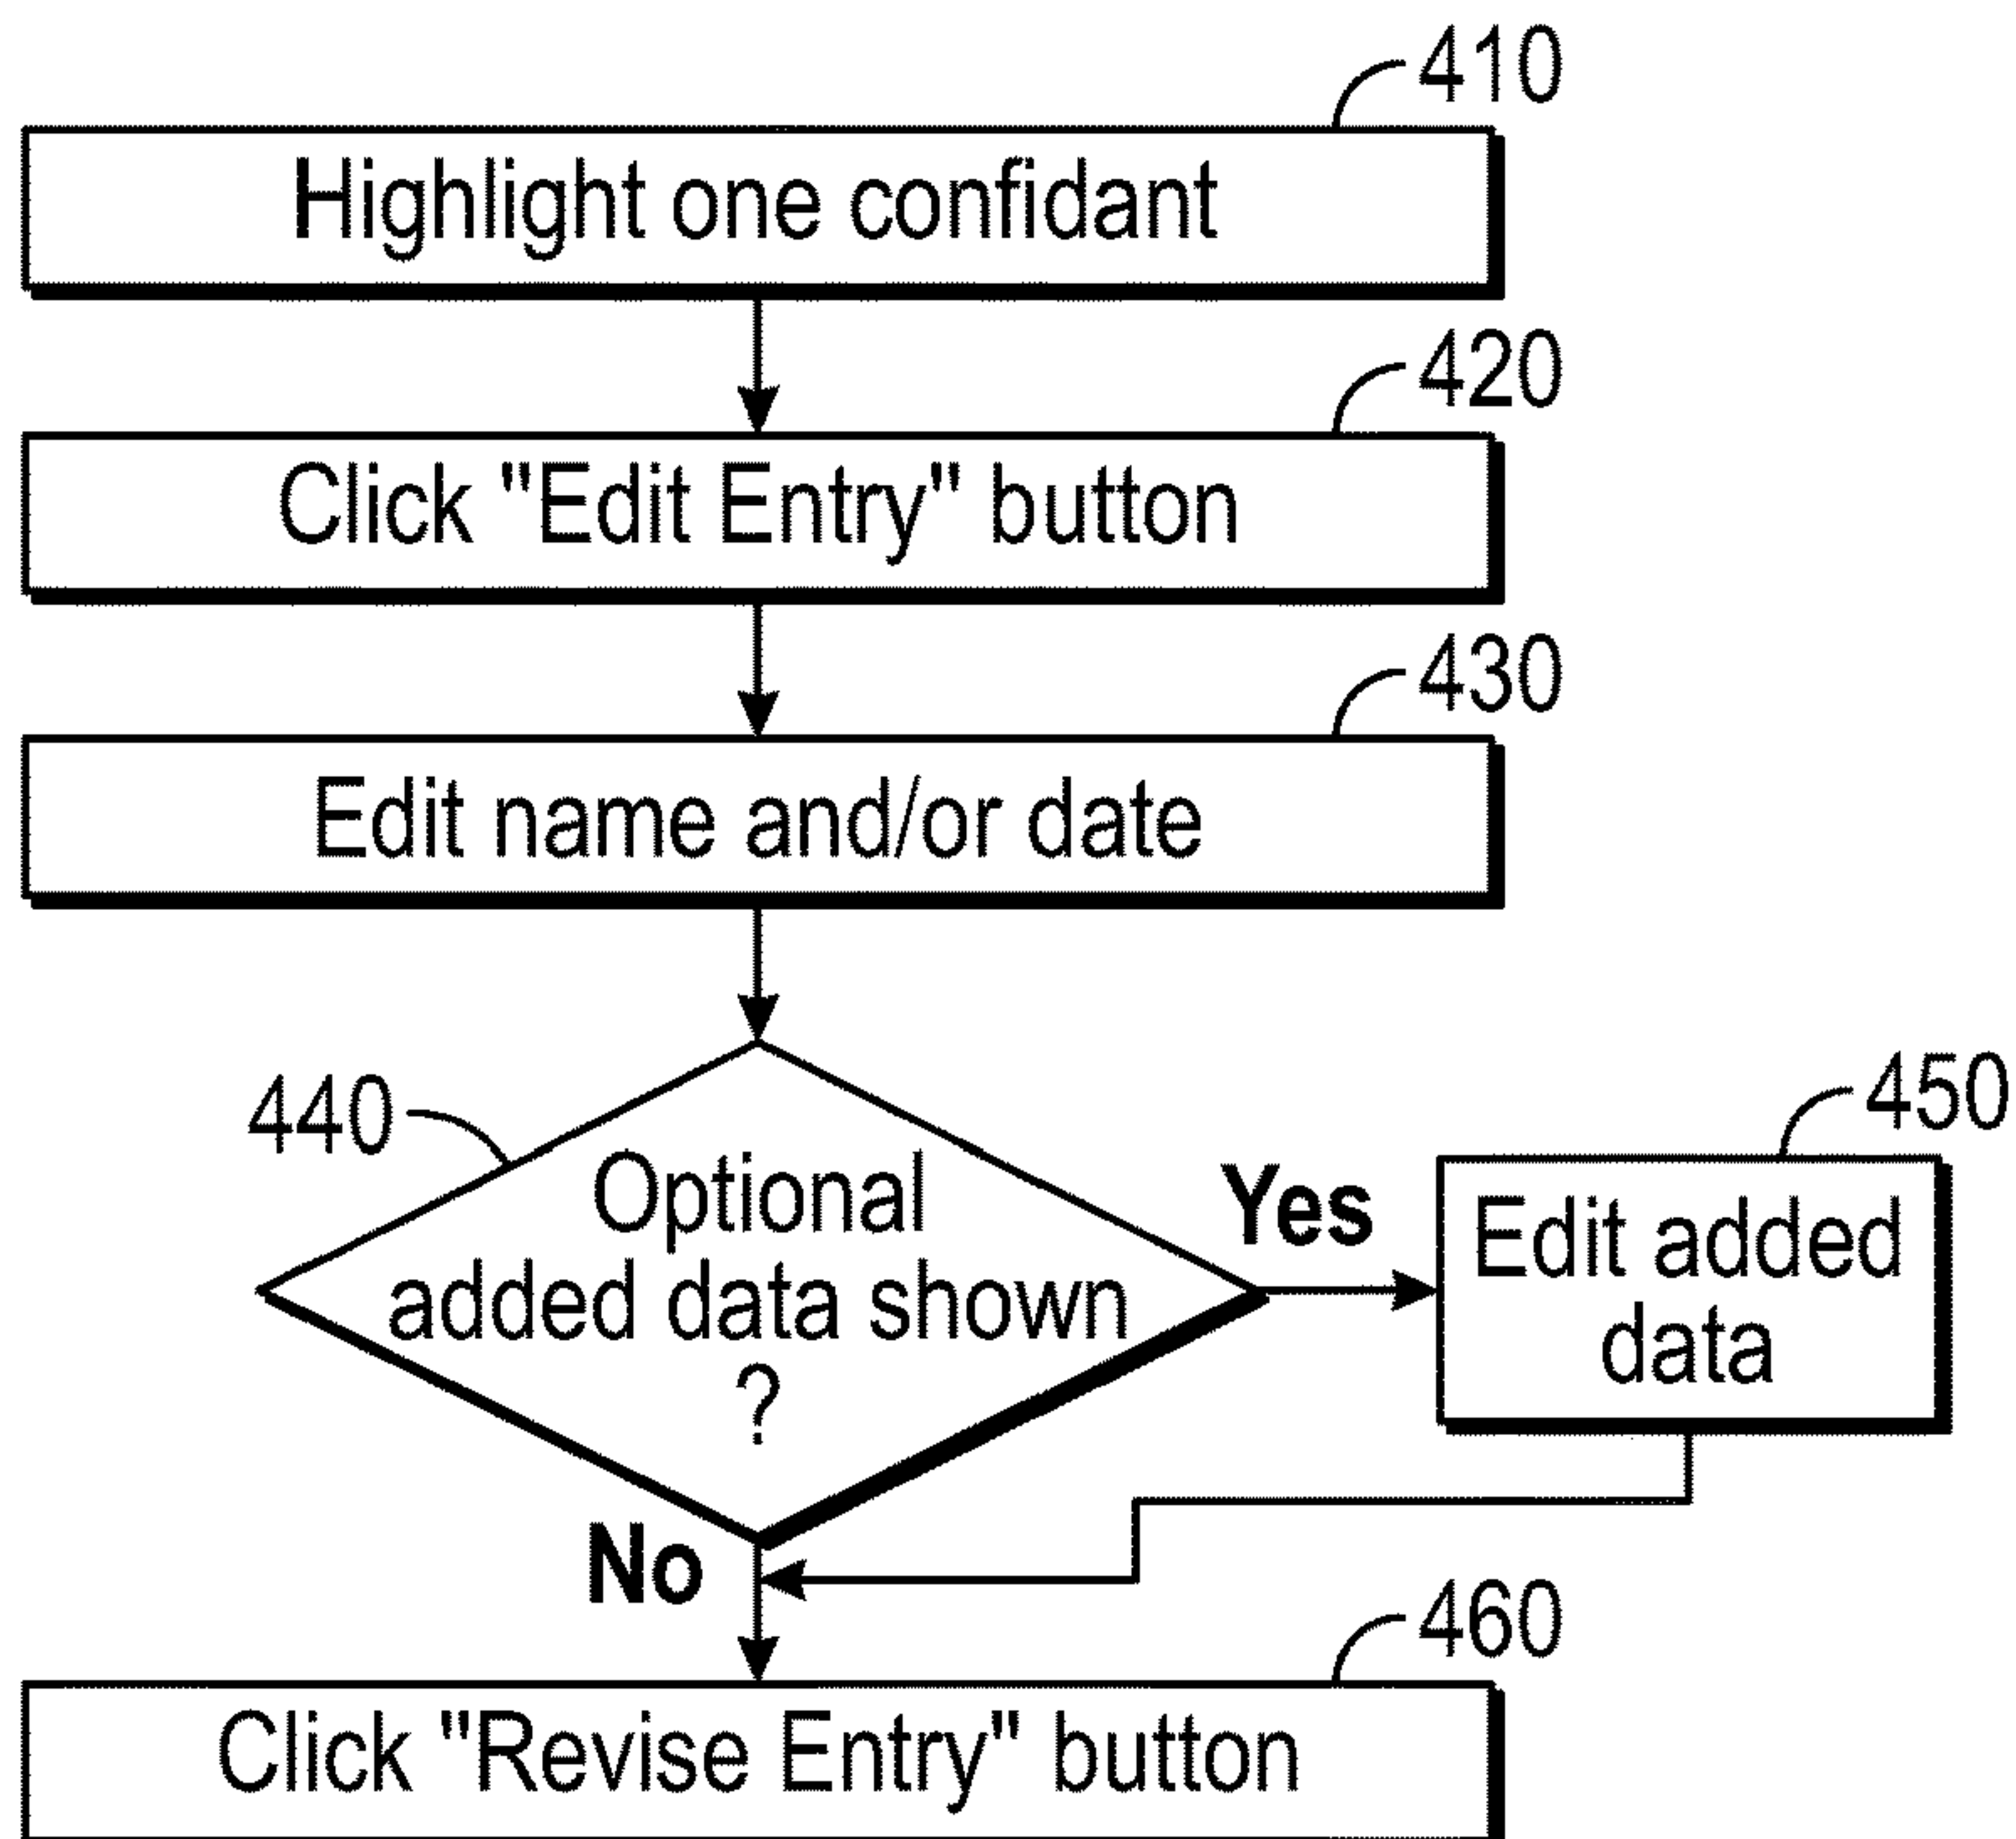 410
Highlight one confidant
420
Click "Edit Entry" button
430
Edit name and/or date
440
Optional
added data shown
?
Yes
450
Edit added
data
No
460
Click "Revise Entry" button